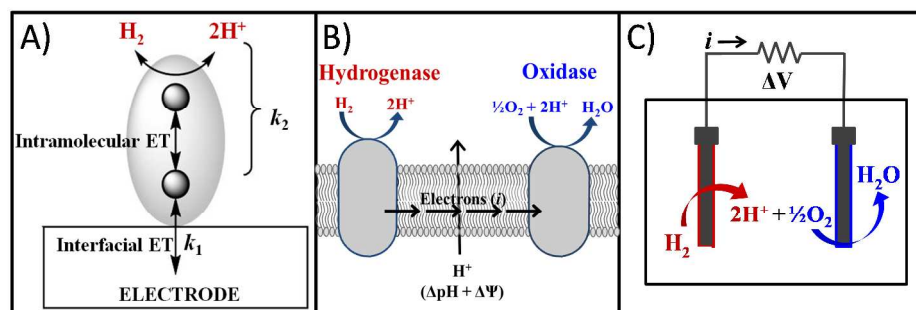 A)
H₂ 2H⁺
Intramolecular ET
k₂
Interfacial ET k₁
ELECTRODE
B)
Hydrogenase Oxidase
H₂ 2H⁺ ½O₂ + 2H⁺ H₂O
Electrons (i)
H⁺
(ΔpH + ΔΨ)
C)
i →
ΔV
H₂O
2H⁺ + ½O₂
H₂